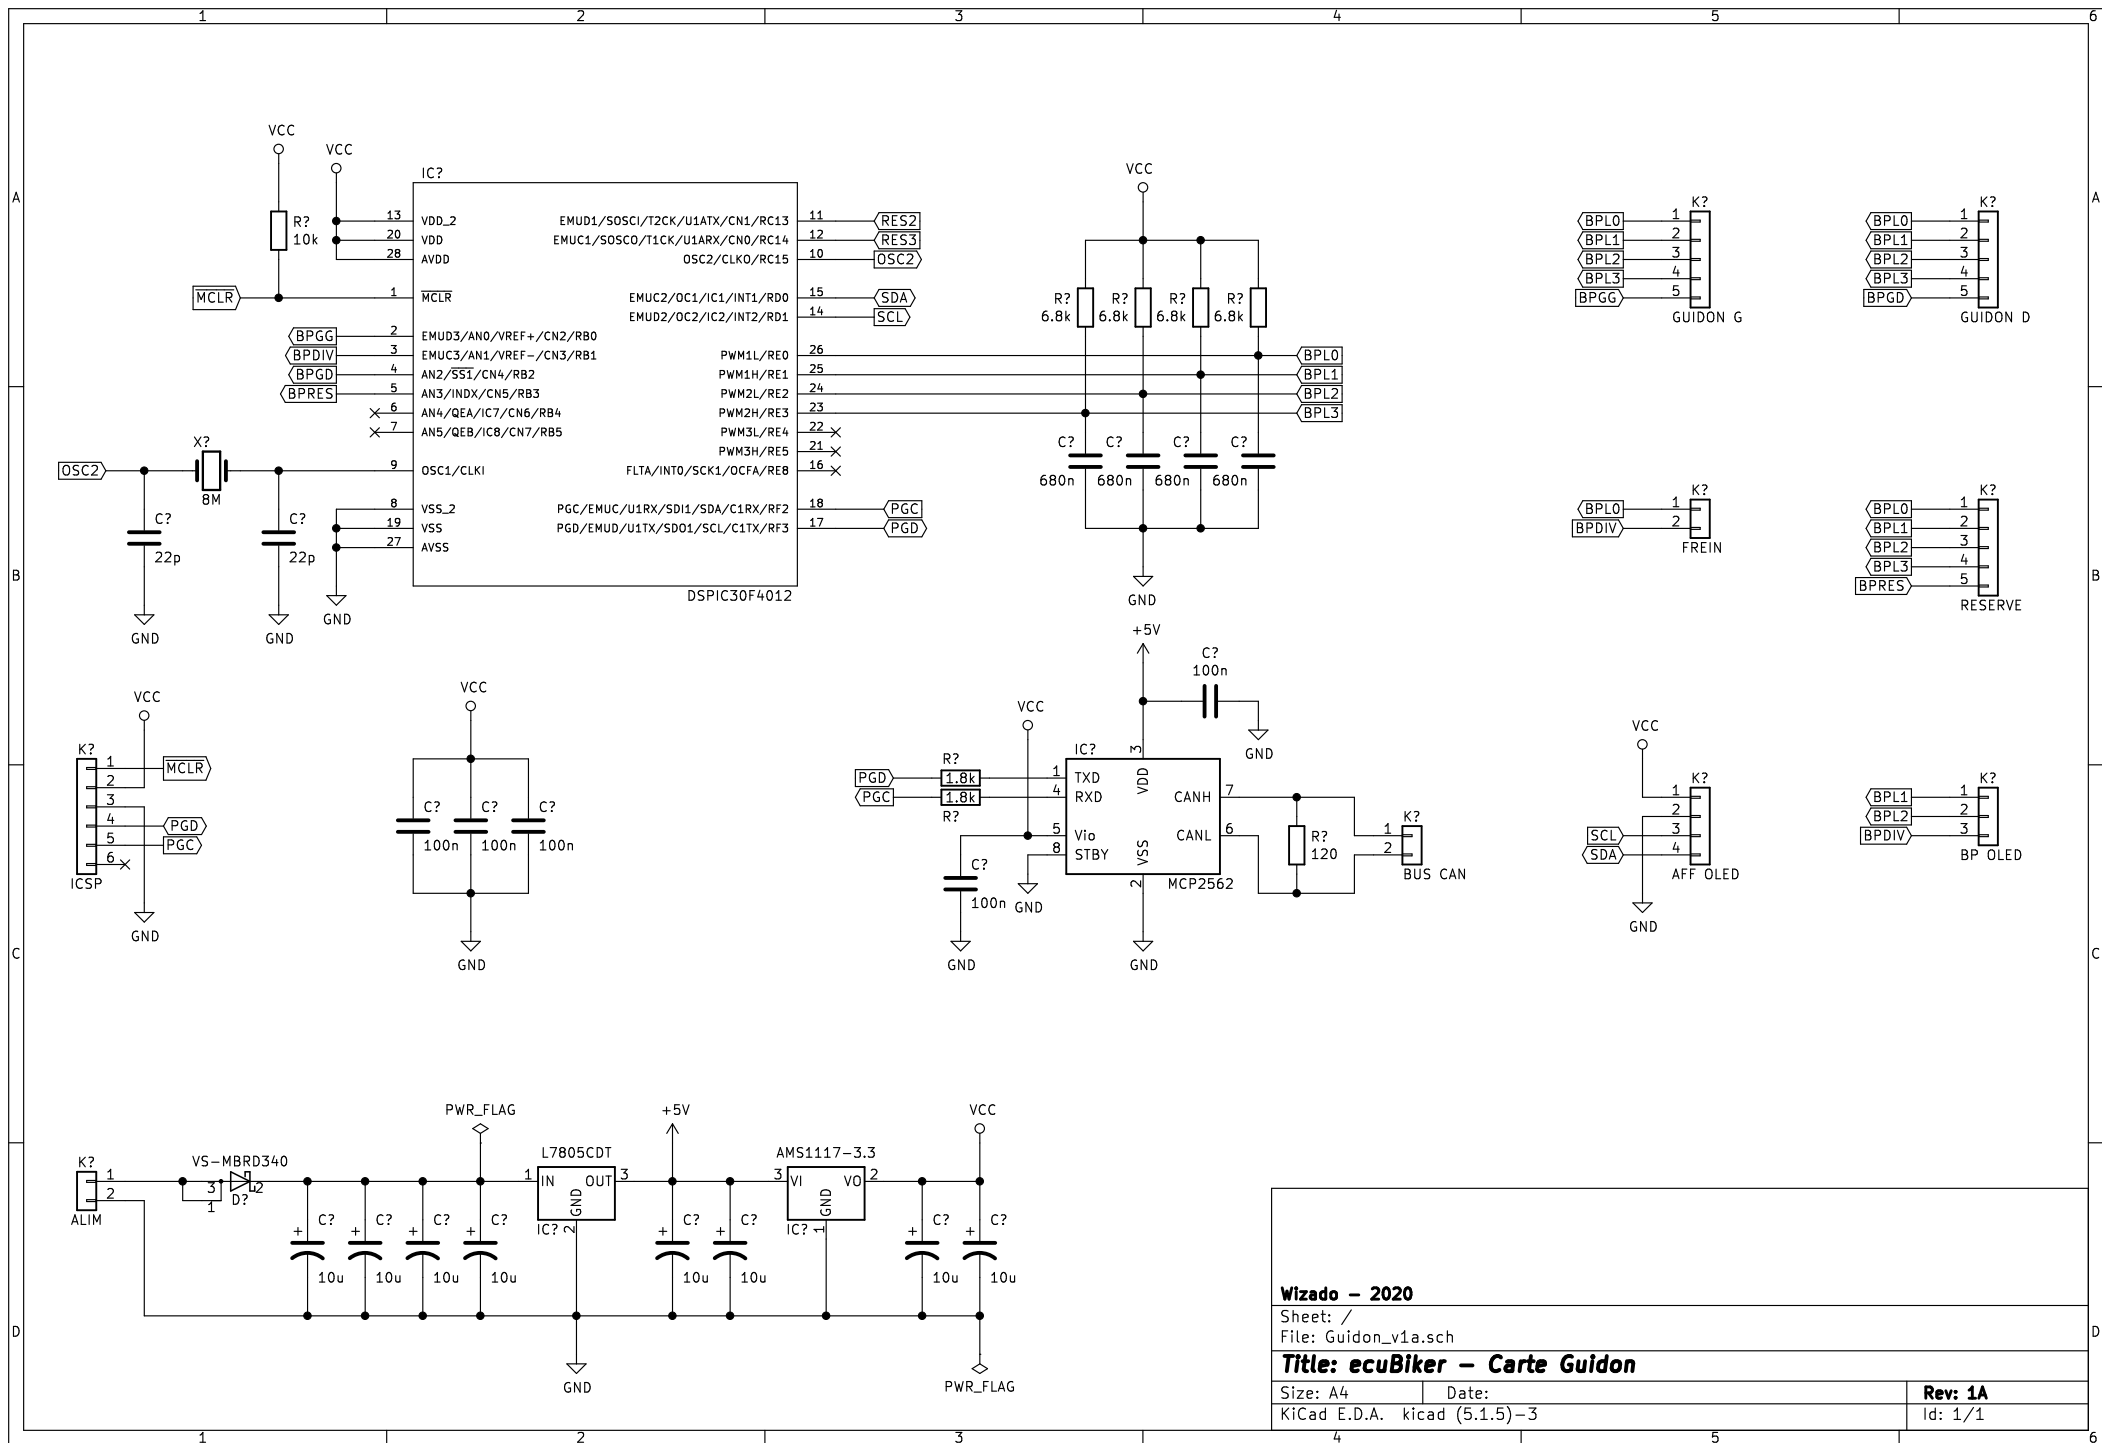 1 2 3 4 5 6
A A
B B
C C
D D
VCC
R?
10k
MCLR
VCC
IC?
13 VDD_2
20 VDD
28 AVDD
1 MCLR
BPGG 2 EMUD3/AN0/VREF+/CN2/RB0
BPDIV 3 EMUC3/AN1/VREF-/CN3/RB1
BPGD 4 AN2/SS1/CN4/RB2
BPRES 5 AN3/INDX/CN5/RB3
6 AN4/QEA/IC7/CN6/RB4
7 AN5/QEB/IC8/CN7/RB5
9 OSC1/CLKI
8 VSS_2
19 VSS
27 AVSS
EMUD1/SOSCI/T2CK/U1ATX/CN1/RC13 11 RES2
EMUC1/SOSCO/T1CK/U1ARX/CN0/RC14 12 RES3
OSC2/CLKO/RC15 10 OSC2
EMUC2/OC1/IC1/INT1/RD0 15 SDA
EMUD2/OC2/IC2/INT2/RD1 14 SCL
PWM1L/RE0 26 BPL0
PWM1H/RE1 25 BPL1
PWM2L/RE2 24 BPL2
PWM2H/RE3 23 BPL3
PWM3L/RE4 22
PWM3H/RE5 21
FLTA/INT0/SCK1/OCFA/RE8 16
PGC/EMUC/U1RX/SDI1/SDA/C1RX/RF2 18 PGC
PGD/EMUD/U1TX/SDO1/SCL/C1TX/RF3 17 PGD
DSPIC30F4012
GND
OSC2
X?
8M
C? C?
22p 22p
GND GND
VCC
R? R? R? R?
6.8k 6.8k 6.8k 6.8k
C? C? C? C?
680n 680n 680n 680n
GND
K?
BPL0 1
BPL1 2
BPL2 3
BPL3 4
BPGG 5
GUIDON G
K?
BPL0 1
BPL1 2
BPL2 3
BPL3 4
BPGD 5
GUIDON D
K?
BPL0 1
BPDIV 2
FREIN
K?
BPL0 1
BPL1 2
BPL2 3
BPL3 4
BPRES 5
RESERVE
VCC
K?
1 MCLR
2
3
4 PGD
5 PGC
6
ICSP
GND
VCC
C? C? C?
100n 100n 100n
GND
+5V
C?
100n
GND
VCC
IC?
R?
PGD 1.8k 1 TXD
PGC 1.8k 4 RXD
R?
5 Vio
8 STBY
3 VDD
VSS 2
CANH 7
CANL 6
MCP2562
C?
100n
GND
GND
GND
R?
120
K?
1
2
BUS CAN
VCC
K?
1
2
SCL 3
SDA 4
AFF OLED
GND
K?
BPL1 1
BPL2 2
BPDIV 3
BP OLED
K?
1
2
ALIM
VS-MBRD340
3 2
1 D?
PWR_FLAG
C? C? C? C?
+ + + +
10u 10u 10u 10u
L7805CDT
1 IN OUT 3
GND
IC? 2
+5V
C? C?
+ +
10u 10u
AMS1117-3.3
3 VI VO 2
GND
IC? 1
VCC
C? C?
+ +
10u 10u
GND
PWR_FLAG
Wizado - 2020
Sheet: /
File: Guidon_v1a.sch
Title: ecuBiker - Carte Guidon
Size: A4 Date: Rev: 1A
KiCad E.D.A. kicad (5.1.5)-3 Id: 1/1
1 2 3 4 5 6